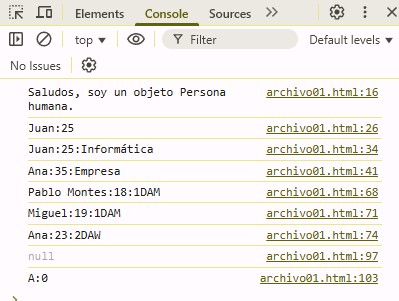 Elements Console Sources
top Filter Default levels
No Issues
Saludos, soy un objeto Persona archivo01.html:16
humana.
Juan:25 archivo01.html:26
Juan:25:Informática archivo01.html:34
Ana:35:Empresa archivo01.html:41
Pablo Montes:18:1DAM archivo01.html:68
Miguel:19:1DAM archivo01.html:71
Ana:23:2DAW archivo01.html:74
null archivo01.html:97
A:0 archivo01.html:103